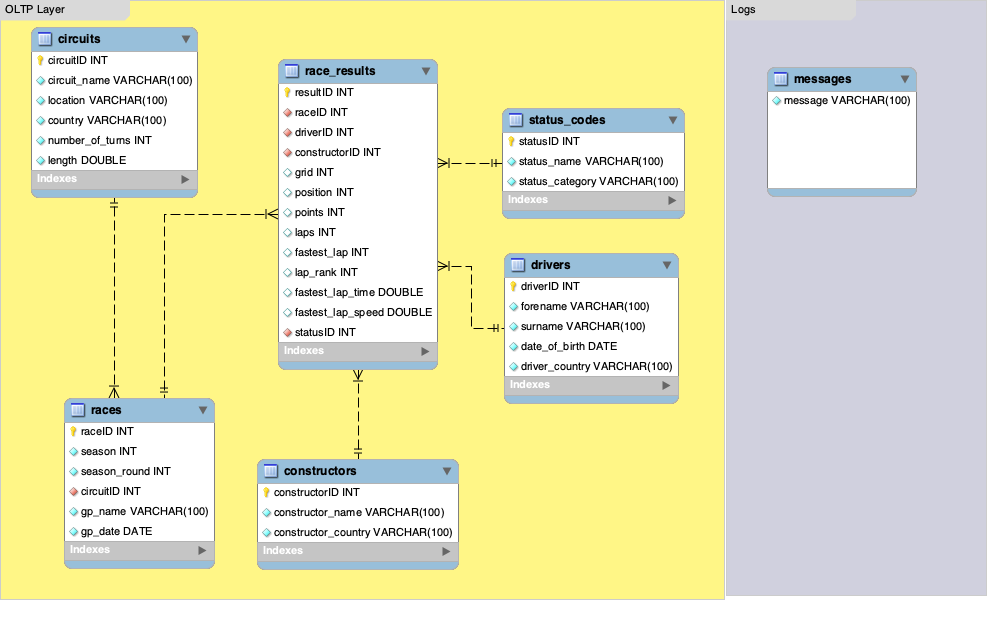 OLTP Layer
circuits
circuitID INT
circuit_name VARCHAR(100)
location VARCHAR(100)
country VARCHAR(100)
number_of_turns INT
length DOUBLE
Indexes
race_results
resultID INT
raceID INT
driverID INT
constructorID INT
grid INT
position INT
points INT
laps INT
fastest_lap INT
lap_rank INT
fastest_lap_time DOUBLE
fastest_lap_speed DOUBLE
statusID INT
Indexes
status_codes
statusID INT
status_name VARCHAR(100)
status_category VARCHAR(100)
Indexes
drivers
driverID INT
forename VARCHAR(100)
surname VARCHAR(100)
date_of_birth DATE
driver_country VARCHAR(100)
Indexes
races
raceID INT
season INT
season_round INT
circuitID INT
gp_name VARCHAR(100)
gp_date DATE
Indexes
constructors
constructorID INT
constructor_name VARCHAR(100)
constructor_country VARCHAR(100)
Indexes
Logs
messages
message VARCHAR(100)